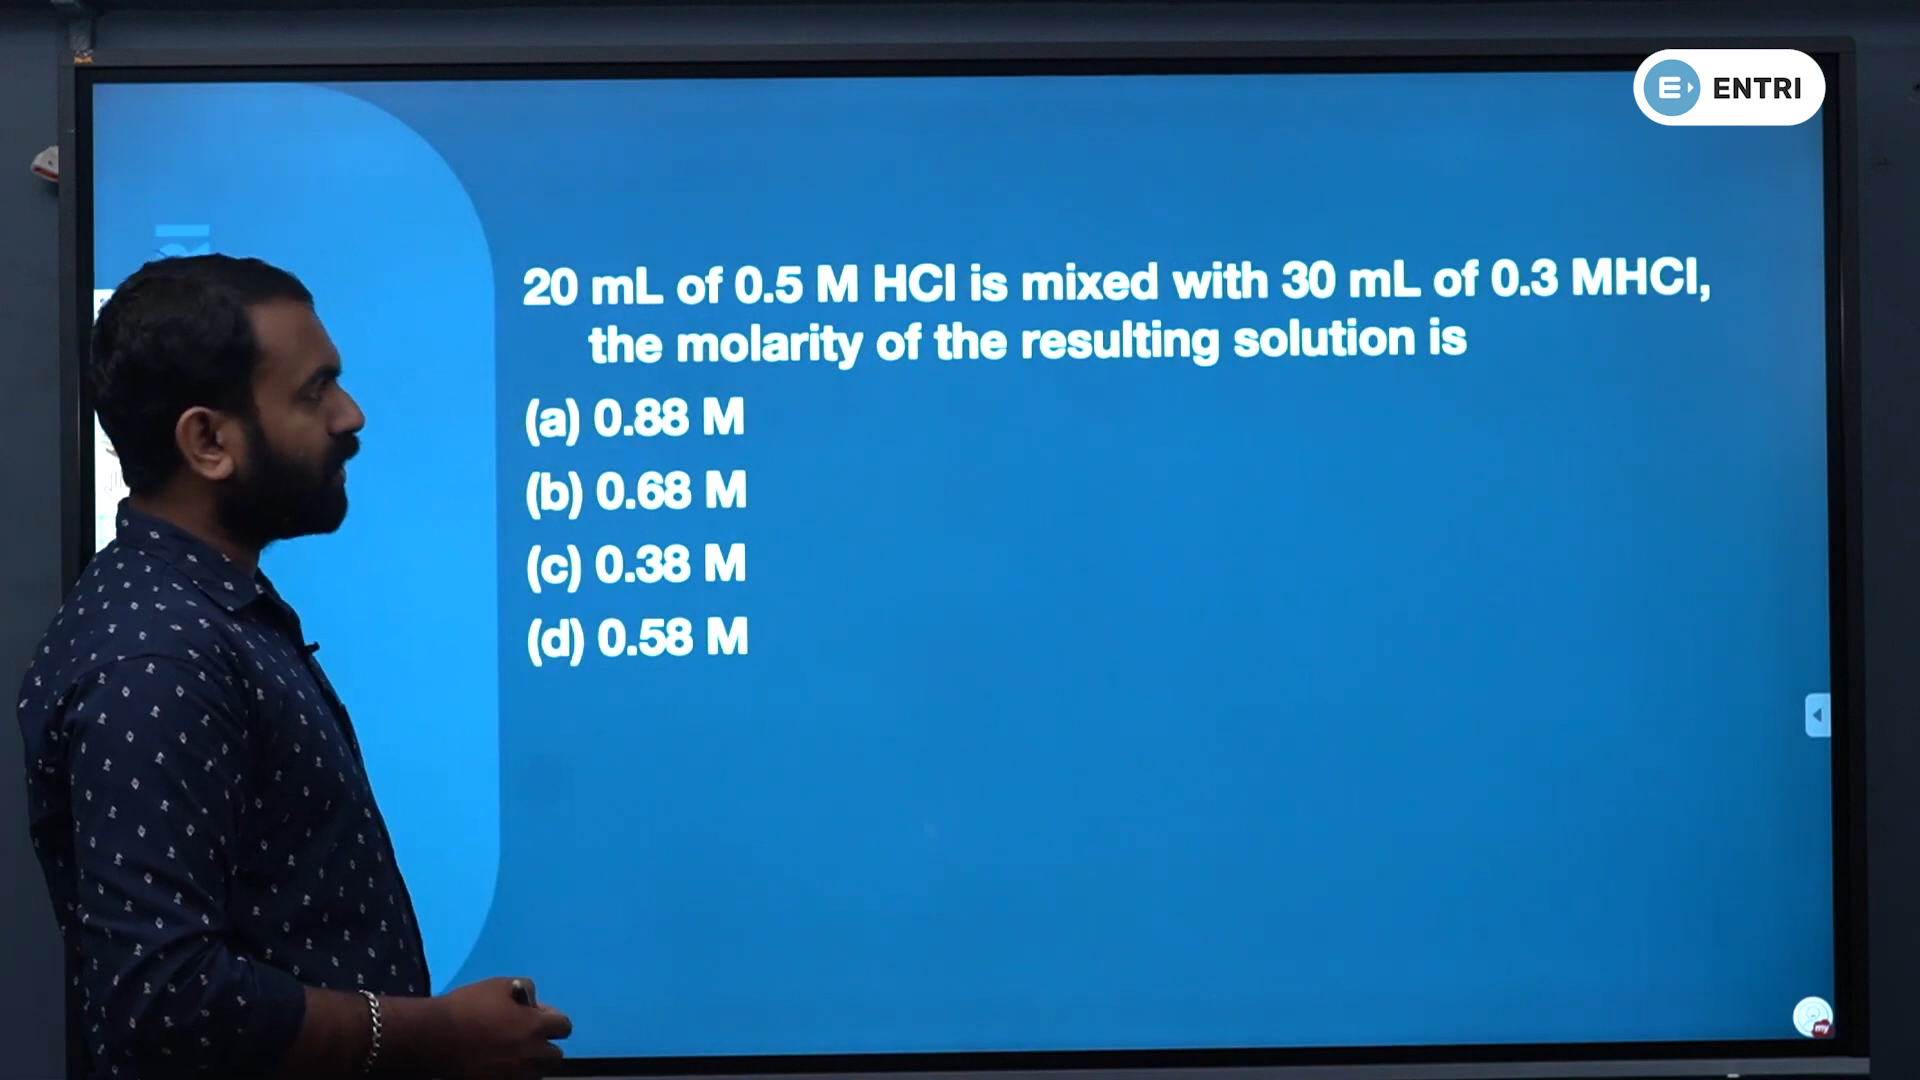 ENTRI
20 mL of 0.5 M HCl is mixed with 30 mL of 0.3 MHCl,
the molarity of the resulting solution is
(a) 0.88 M
(b) 0.68 M
(c) 0.38 M
(d) 0.58 M
my